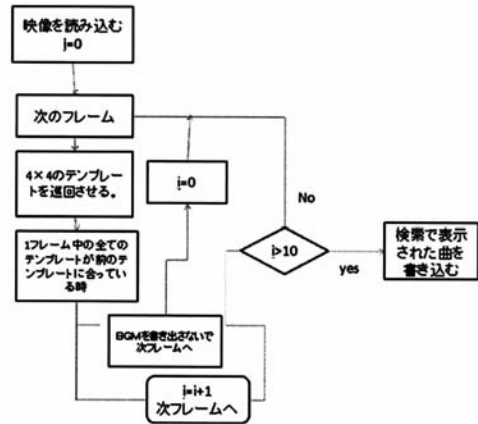 映像を読み込む
i=0
次のフレーム
4×4のテンプレー
トを巡回させる。
1フレーム中の全ての
テンプレートが前のテ
ンプレートに合ってい
る時
i=0
BGMを書き出さないで
次フレームへ
i=i+1
次フレームへ
No
i>10
yes
検索で表示
された曲を
書き込む